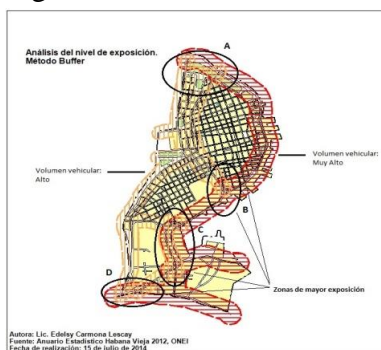 Análisis del nivel de exposición.
Método Buffer
A
Volumen vehicular:
Alto
Volumen vehicular:
Muy Alto
B
C
D
Zonas de mayor exposición
Autora: Lic. Edelsy Carmona Lescay
Fuente: Anuario Estadístico Habana Vieja 2012, ONEI
Fecha de realización: 15 de julio de 2014